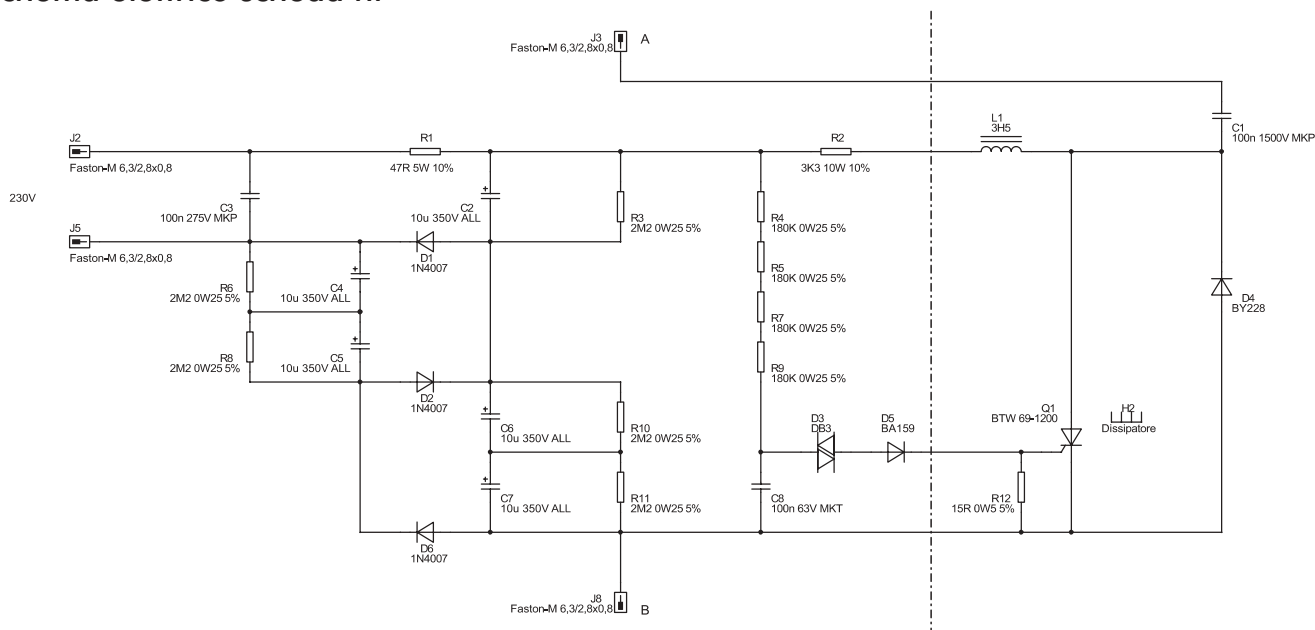 J3
Faston-M 6,3/2,8x0,8
A
J2
Faston-M 6,3/2,8x0,8
R1
47R 5W 10%
R2
3K3 10W 10%
L1
3H5
C1
100n 1500V MKP
230V
C3
100n 275V MKP
C2
10u 350V ALL
R3
2M2 0W25 5%
R4
180K 0W25 5%
J5
Faston-M 6,3/2,8x0,8
D1
1N4007
R5
180K 0W25 5%
R6
2M2 0W25 5%
C4
10u 350V ALL
D4
BY228
R7
180K 0W25 5%
R8
2M2 0W25 5%
C5
10u 350V ALL
R9
180K 0W25 5%
D2
1N4007
D3
DB3
D5
BA159
Q1
BTW 69-1200
H2
Dissipatore
C6
10u 350V ALL
R10
2M2 0W25 5%
C7
10u 350V ALL
R11
2M2 0W25 5%
C8
100n 63V MKT
R12
15R 0W5 5%
D6
1N4007
J8
Faston-M 6,3/2,8x0,8
B